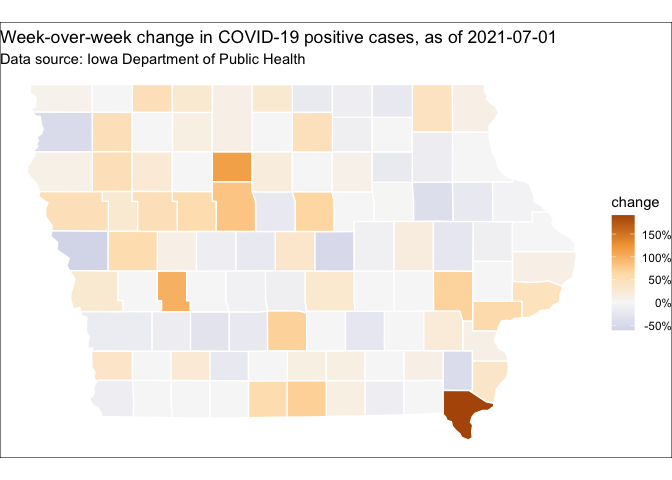 Week-over-week change in COVID-19 positive cases, as of 2021-07-01
Data source: Iowa Department of Public Health
change
150%
100%
50%
0%
-50%